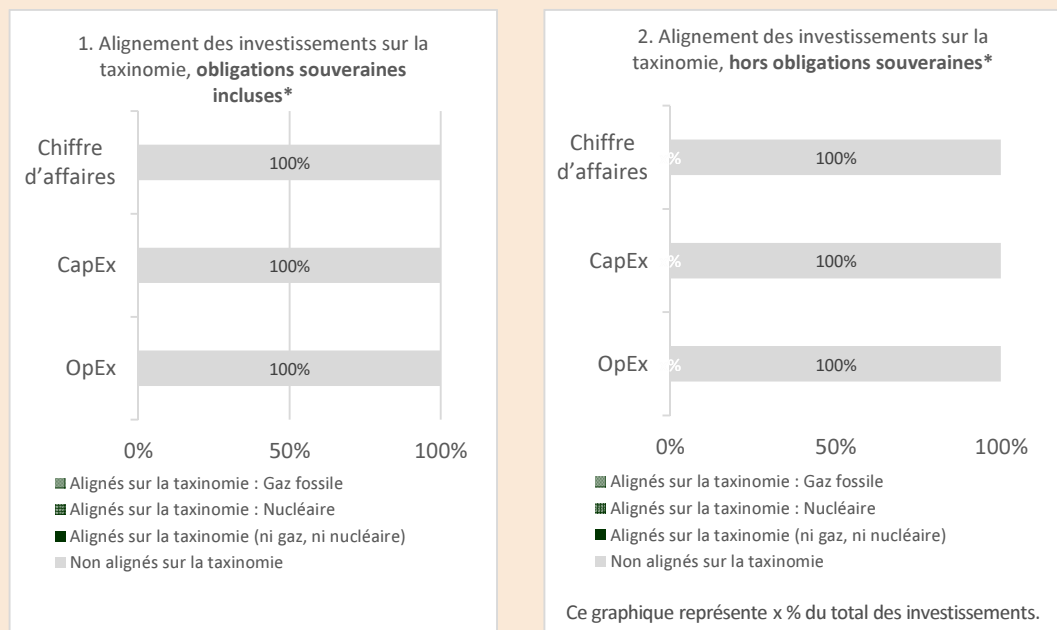 1. Alignement des investissements sur la
taxinomie, obligations souveraines
incluses*
Chiffre
d’affaires
100%
CapEx
100%
OpEx
100%
0%
50%
100%
Alignés sur la taxinomie : Gaz fossile
Alignés sur la taxinomie : Nucléaire
Alignés sur la taxinomie (ni gaz, ni nucléaire)
Non alignés sur la taxinomie
2. Alignement des investissements sur la
taxinomie, hors obligations souveraines*
Chiffre
d’affaires
%
100%
CapEx
%
100%
OpEx
%
100%
0%
50%
100%
Alignés sur la taxinomie : Gaz fossile
Alignés sur la taxinomie : Nucléaire
Alignés sur la taxinomie (ni gaz, ni nucléaire)
Non alignés sur la taxinomie
Ce graphique représente x % du total des investissements.